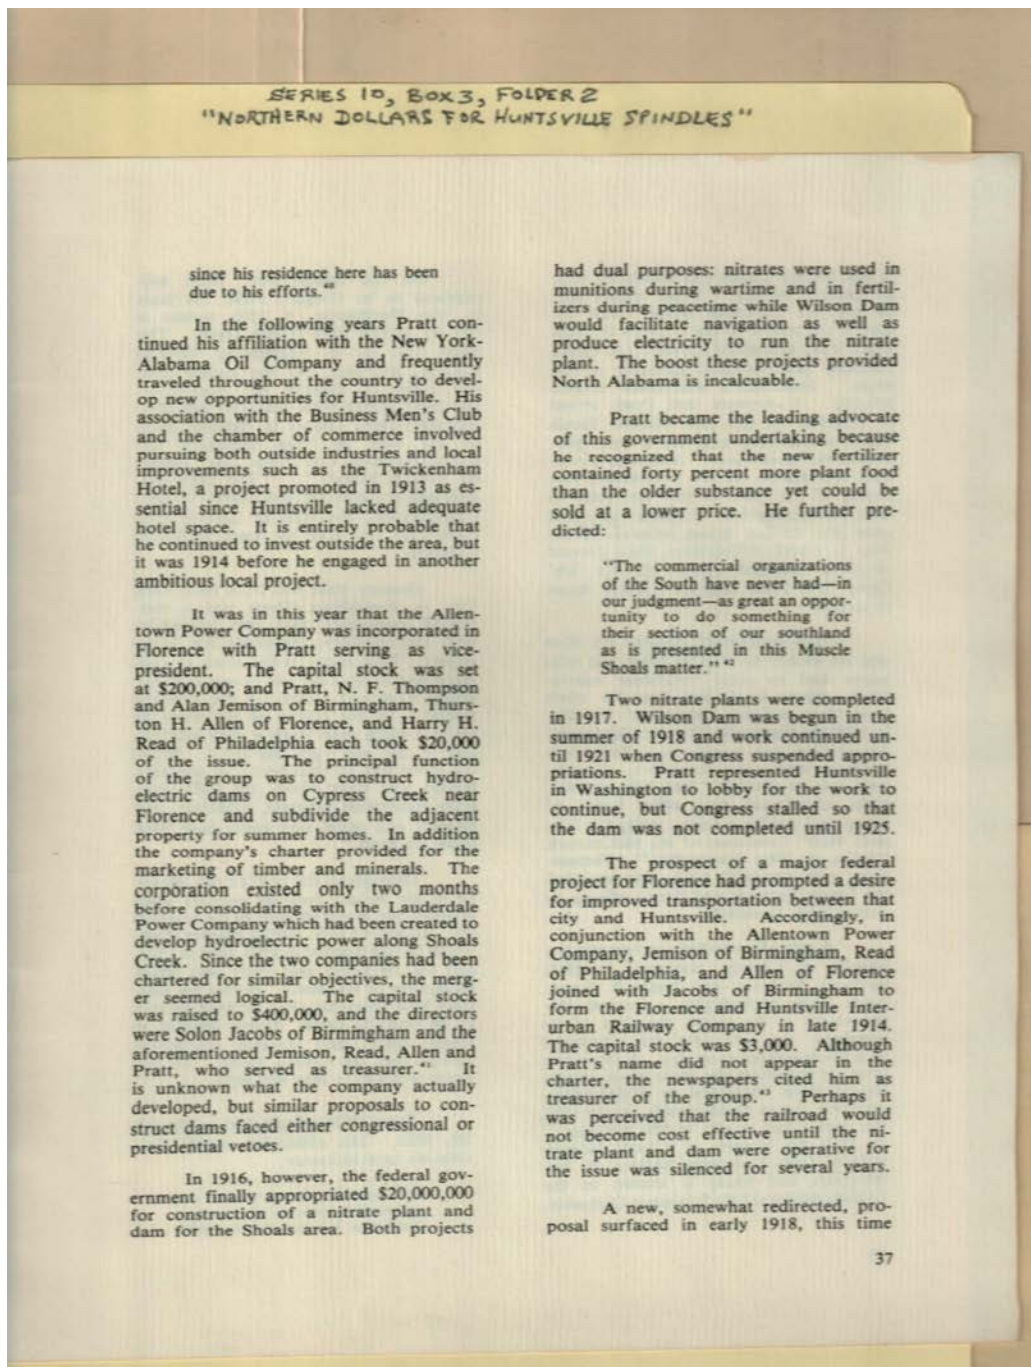 SERIES 10, BOX 3, FOLDER 2
"NORTHERN DOLLARS FOR HUNTSVILLE SPINDLES"
since his residence here has been
due to his efforts."⁴⁰
In the following years Pratt con-
tinued his affiliation with the New York-
Alabama Oil Company and frequently
traveled throughout the country to devel-
op new opportunities for Huntsville. His
association with the Business Men's Club
and the chamber of commerce involved
pursuing both outside industries and local
improvements such as the Twickenham
Hotel, a project promoted in 1913 as es-
sential since Huntsville lacked adequate
hotel space. It is entirely probable that
he continued to invest outside the area, but
it was 1914 before he engaged in another
ambitious local project.
It was in this year that the Allen-
town Power Company was incorporated in
Florence with Pratt serving as vice-
president. The capital stock was set
at $200,000; and Pratt, N. F. Thompson
and Alan Jemison of Birmingham, Thurs-
ton H. Allen of Florence, and Harry H.
Read of Philadelphia each took $20,000
of the issue. The principal function
of the group was to construct hydro-
electric dams on Cypress Creek near
Florence and subdivide the adjacent
property for summer homes. In addition
the company's charter provided for the
marketing of timber and minerals. The
corporation existed only two months
before consolidating with the Lauderdale
Power Company which had been created to
develop hydroelectric power along Shoals
Creek. Since the two companies had been
chartered for similar objectives, the merg-
er seemed logical. The capital stock
was raised to $400,000, and the directors
were Solon Jacobs of Birmingham and the
aforementioned Jemison, Read, Allen and
Pratt, who served as treasurer.⁴¹ It
is unknown what the company actually
developed, but similar proposals to con-
struct dams faced either congressional or
presidential vetoes.
In 1916, however, the federal gov-
ernment finally appropriated $20,000,000
for construction of a nitrate plant and
dam for the Shoals area. Both projects
had dual purposes: nitrates were used in
munitions during wartime and in fertil-
izers during peacetime while Wilson Dam
would facilitate navigation as well as
produce electricity to run the nitrate
plant. The boost these projects provided
North Alabama is incalcuable.
Pratt became the leading advocate
of this government undertaking because
he recognized that the new fertilizer
contained forty percent more plant food
than the older substance yet could be
sold at a lower price. He further pre-
dicted:
"The commercial organizations
of the South have never had—in
our judgment—as great an oppor-
tunity to do something for
their section of our southland
as is presented in this Muscle
Shoals matter." ⁴²
Two nitrate plants were completed
in 1917. Wilson Dam was begun in the
summer of 1918 and work continued un-
til 1921 when Congress suspended appro-
priations. Pratt represented Huntsville
in Washington to lobby for the work to
continue, but Congress stalled so that
the dam was not completed until 1925.
The prospect of a major federal
project for Florence had prompted a desire
for improved transportation between that
city and Huntsville. Accordingly, in
conjunction with the Allentown Power
Company, Jemison of Birmingham, Read
of Philadelphia, and Allen of Florence
joined with Jacobs of Birmingham to
form the Florence and Huntsville Inter-
urban Railway Company in late 1914.
The capital stock was $3,000. Although
Pratt's name did not appear in the
charter, the newspapers cited him as
treasurer of the group.⁴³ Perhaps it
was perceived that the railroad would
not become cost effective until the ni-
trate plant and dam were operative for
the issue was silenced for several years.
A new, somewhat redirected, pro-
posal surfaced in early 1918, this time
37